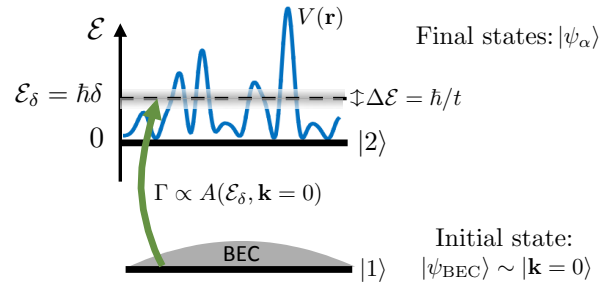 ℰ
V(𝐫)
Final states: |ψ_α⟩
ℰ_δ = ℏδ
Δℰ = ℏ/t
0
|2⟩
Γ ∝ A(ℰ_δ, 𝐤 = 0)
BEC
|1⟩
Initial state:
|ψ_BEC⟩ ∼ |𝐤 = 0⟩